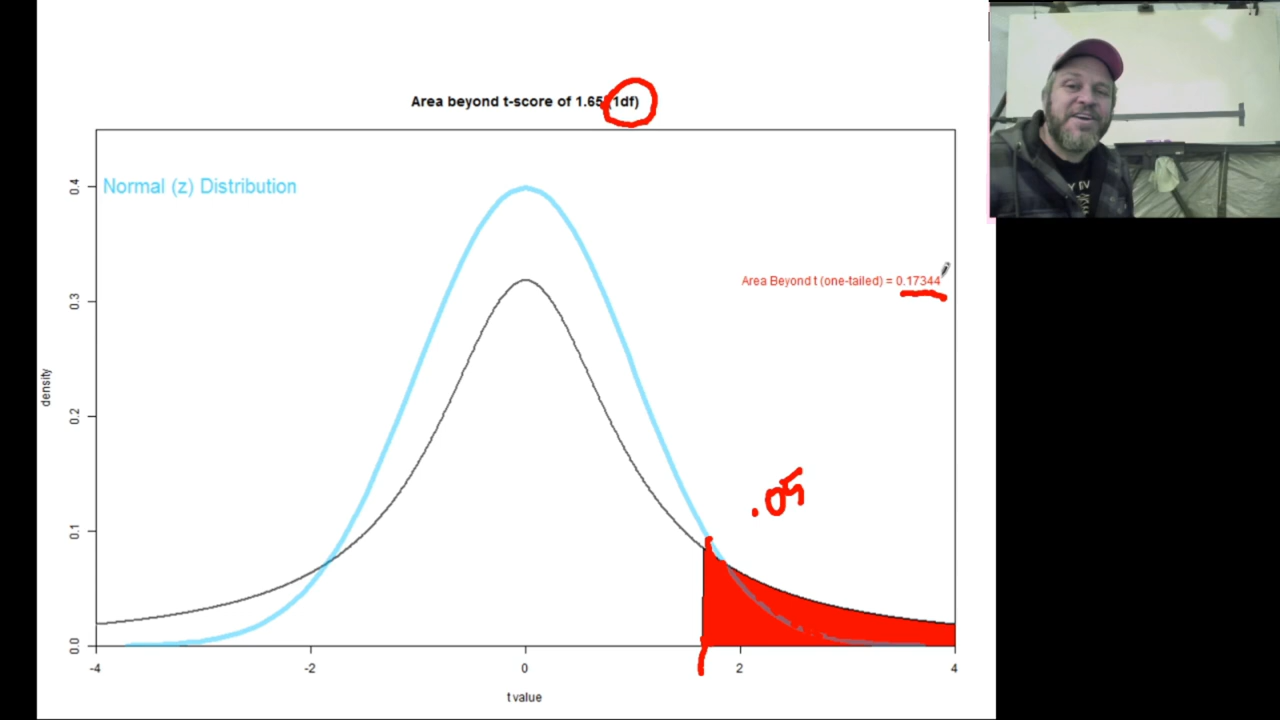 Area beyond t-score of 1.65 (1df)
Normal (z) Distribution
Area Beyond t (one-tailed) = 0.17344
.05
density
0.0
0.1
0.2
0.3
0.4
-4
-2
0
2
4
t value